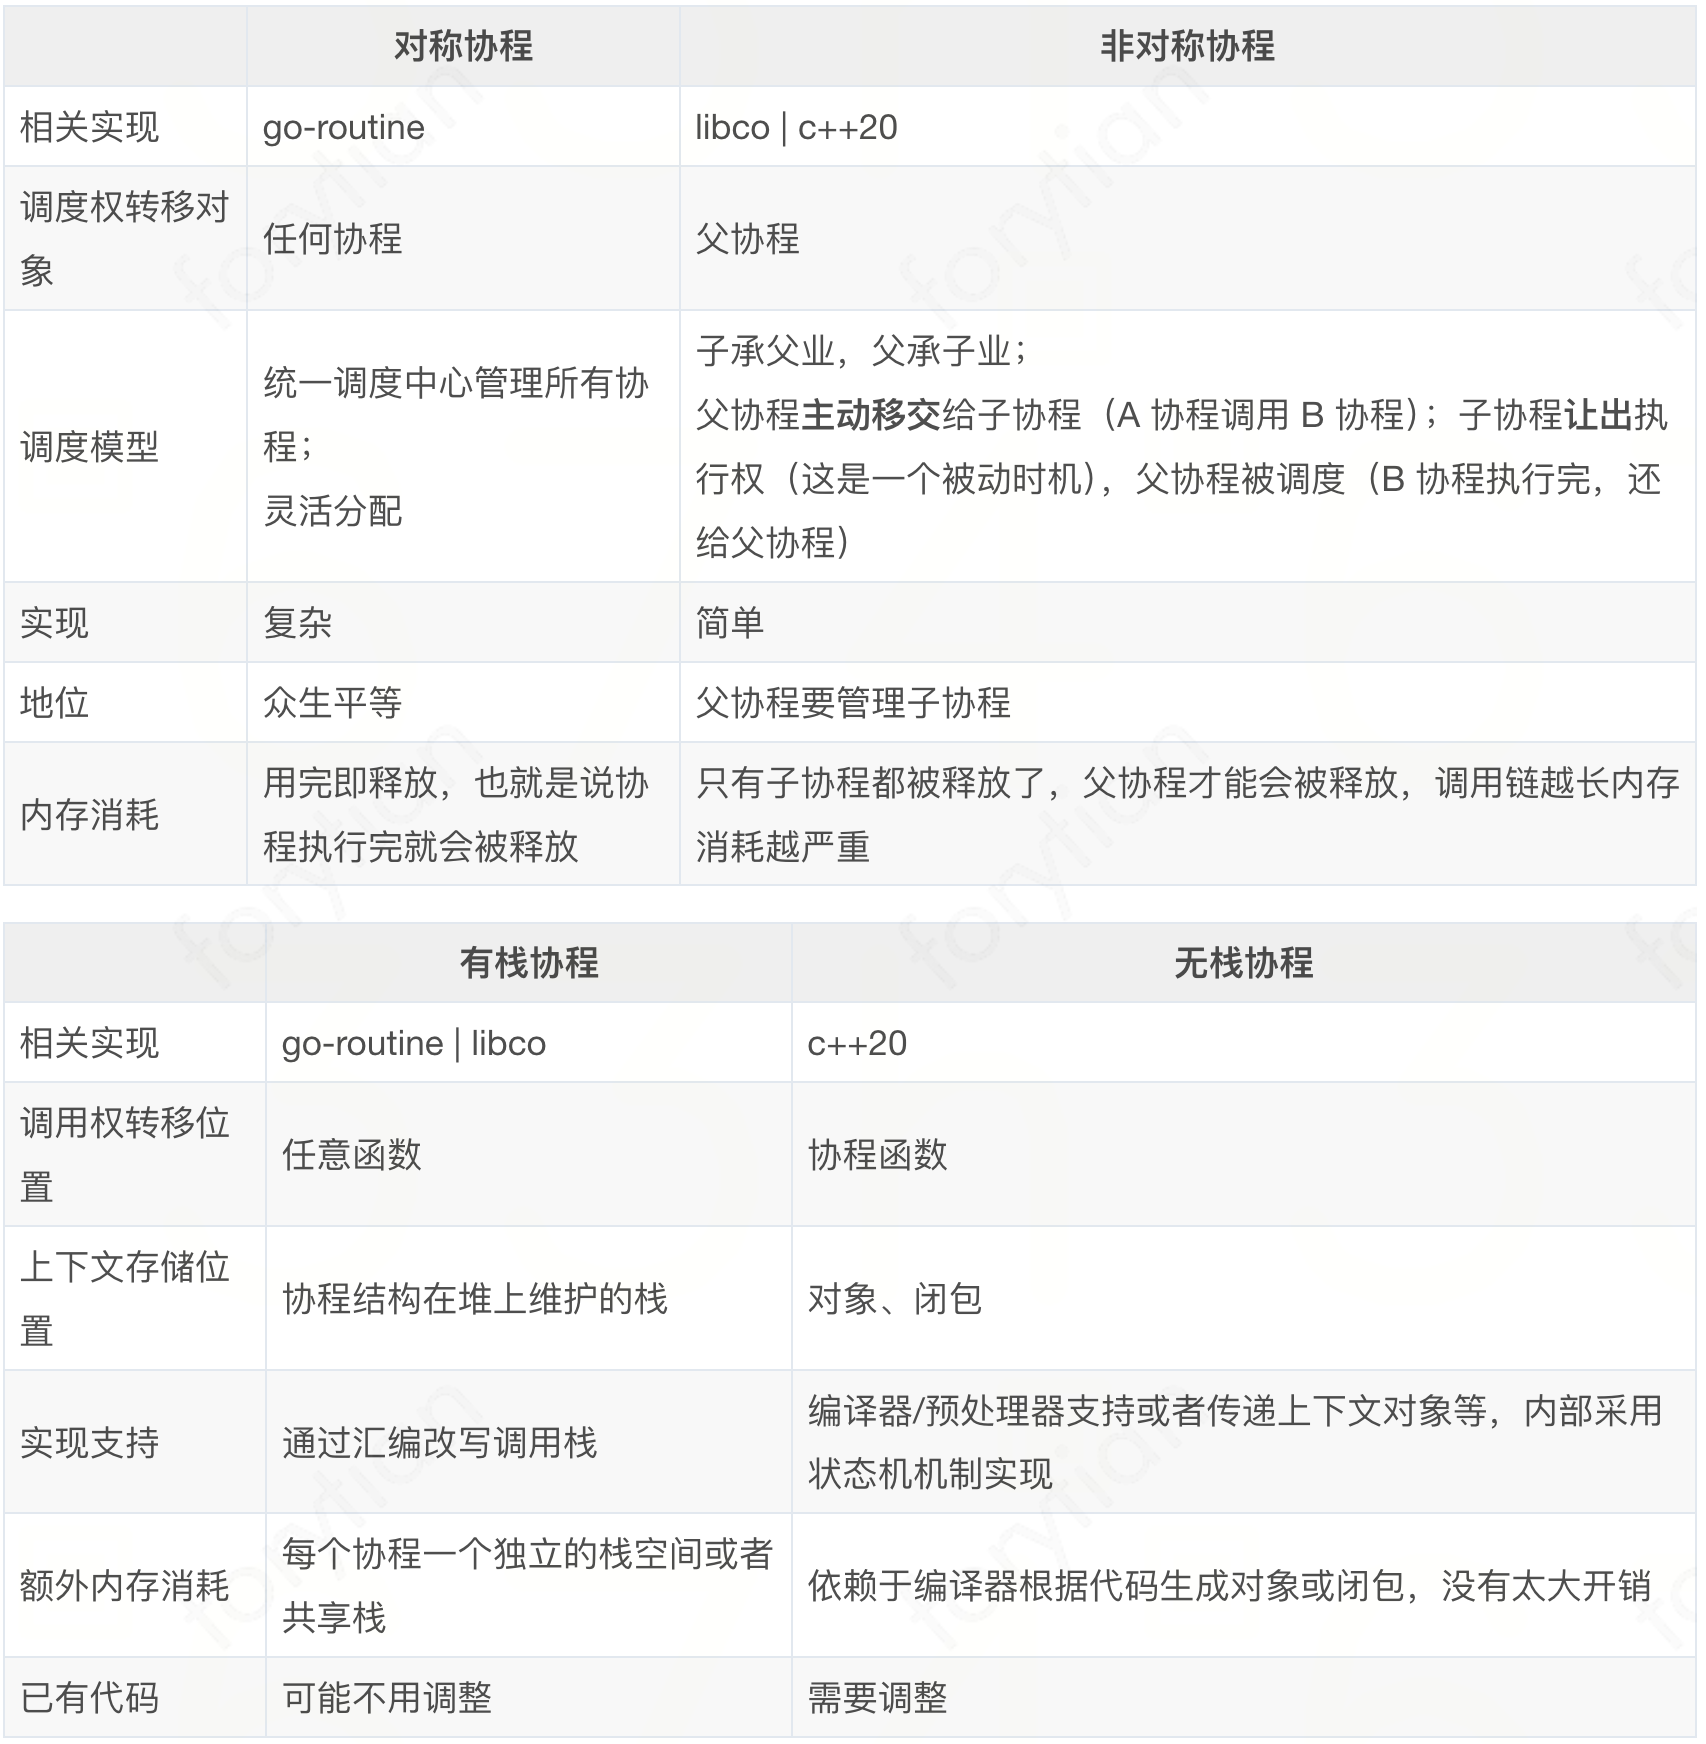 对称协程
非对称协程
相关实现
go-routine
libco | c++20
调度权转移对
象
任何协程
父协程
调度模型
统一调度中心管理所有协
程；
灵活分配
子承父业，父承子业；
父协程主动移交给子协程（A 协程调用 B 协程）；子协程让出执
行权（这是一个被动时机），父协程被调度（B 协程执行完，还
给父协程）
实现
复杂
简单
地位
众生平等
父协程要管理子协程
内存消耗
用完即释放，也就是说协
程执行完就会被释放
只有子协程都被释放了，父协程才能会被释放，调用链越长内存
消耗越严重
有栈协程
无栈协程
相关实现
go-routine | libco
c++20
调用权转移位
置
任意函数
协程函数
上下文存储位
置
协程结构在堆上维护的栈
对象、闭包
实现支持
通过汇编改写调用栈
编译器/预处理器支持或者传递上下文对象等，内部采用
状态机机制实现
额外内存消耗
每个协程一个独立的栈空间或者
共享栈
依赖于编译器根据代码生成对象或闭包，没有太大开销
已有代码
可能不用调整
需要调整
forytian
forytian
forytian
forytian
forytian
forytian